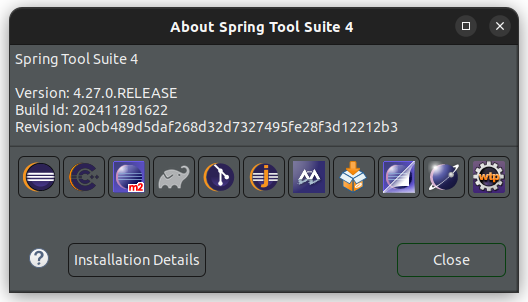 About Spring Tool Suite 4
Spring Tool Suite 4
Version: 4.27.0.RELEASE
Build Id: 202411281622
Revision: a0cb489d5daf268d32d7327495fe28f3d12212b3
m2
j
wtp
?
Installation Details
Close